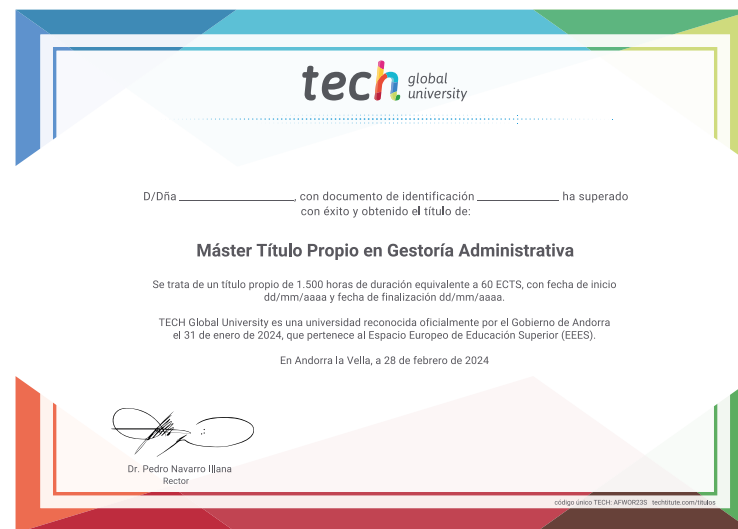 tech global university
D/Dña ______________, con documento de identificación ______________ ha superado
con éxito y obtenido el título de:
Máster Título Propio en Gestoría Administrativa
Se trata de un título propio de 1.500 horas de duración equivalente a 60 ECTS, con fecha de inicio
dd/mm/aaaa y fecha de finalización dd/mm/aaaa.
TECH Global University es una universidad reconocida oficialmente por el Gobierno de Andorra
el 31 de enero de 2024, que pertenece al Espacio Europeo de Educación Superior (EEES).
En Andorra la Vella, a 28 de febrero de 2024
Dr. Pedro Navarro Illana
Rector
código único TECH: AFWOR23S techtitute.com/titulos